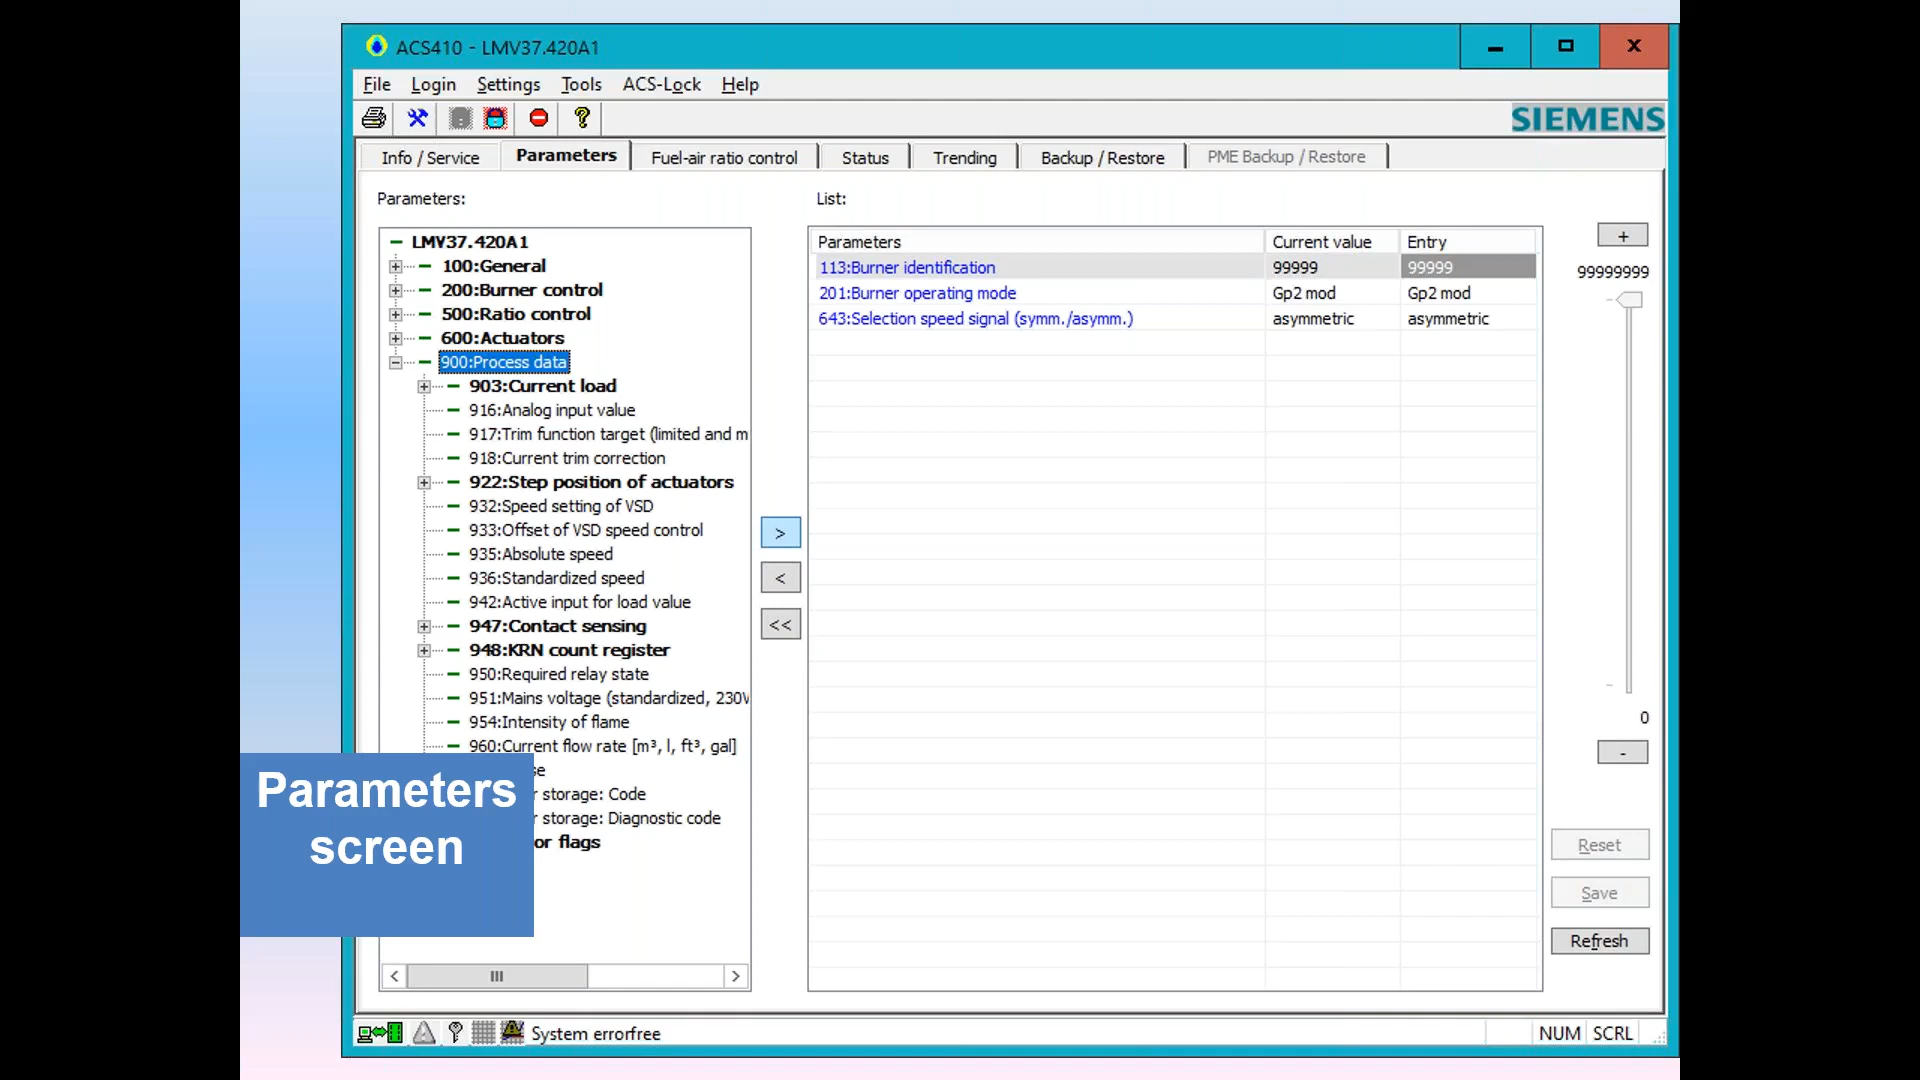 ACS410 - LMV37.420A1
File Login Settings Tools ACS-Lock Help
SIEMENS
Info / Service Parameters Fuel-air ratio control Status Trending Backup / Restore PME Backup / Restore
Parameters:
LMV37.420A1
100:General
200:Burner control
500:Ratio control
600:Actuators
900:Process data
903:Current load
916:Analog input value
917:Trim function target (limited and m
918:Current trim correction
922:Step position of actuators
932:Speed setting of VSD
933:Offset of VSD speed control
935:Absolute speed
936:Standardized speed
942:Active input for load value
947:Contact sensing
948:KRN count register
950:Required relay state
951:Mains voltage (standardized, 230V
954:Intensity of flame
960:Current flow rate [m³, l, ft³, gal]
se
r storage: Code
r storage: Diagnostic code
or flags
>
<
<<
List:
Parameters Current value Entry
113:Burner identification 99999 99999
201:Burner operating mode Gp2 mod Gp2 mod
643:Selection speed signal (symm./asymm.) asymmetric asymmetric
+
99999999
0
-
Reset
Save
Refresh
Parameters
screen
System errorfree NUM SCRL